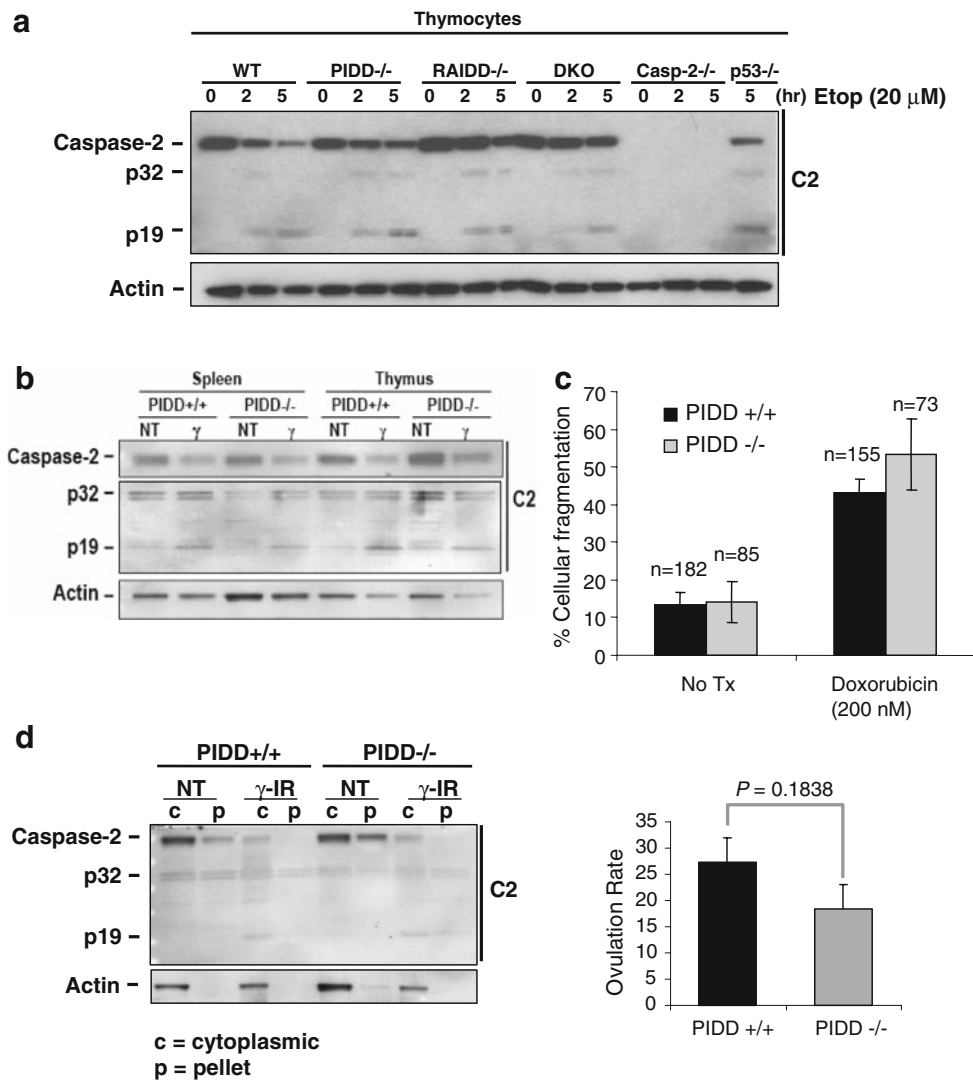 a
Thymocytes
WT PIDD-/- RAIDD-/- DKO Casp-2-/- p53-/-
0 2 5 0 2 5 0 2 5 0 2 5 0 2 5 5 (hr) Etop (20 μM)
Caspase-2
p32
p19
C2
Actin
b
Spleen Thymus
PIDD+/+ PIDD-/- PIDD+/+ PIDD-/-
NT γ NT γ NT γ NT γ
Caspase-2
p32
p19
C2
Actin
c
% Cellular fragmentation
70
60
50
40
30
20
10
0
PIDD +/+
PIDD -/-
n=182
n=85
n=155
n=73
No Tx Doxorubicin
(200 nM)
d
PIDD+/+ PIDD-/-
NT γ-IR NT γ-IR
c p c p c p c p
Caspase-2
p32
p19
C2
Actin
c = cytoplasmic
p = pellet
P = 0.1838
Ovulation Rate
35
30
25
20
15
10
5
0
PIDD +/+ PIDD -/-